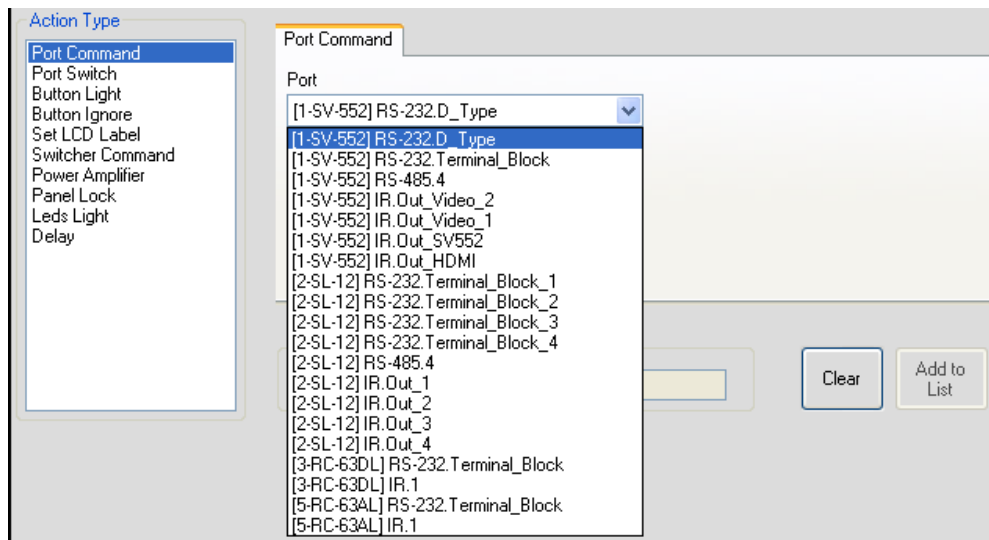 Action Type
Port Command
Port Switch
Button Light
Button Ignore
Set LCD Label
Switcher Command
Power Amplifier
Panel Lock
Leds Light
Delay
Port Command
Port
[1-SV-552] RS-232.D_Type
[1-SV-552] RS-232.D_Type
[1-SV-552] RS-232.Terminal_Block
[1-SV-552] RS-485.4
[1-SV-552] IR.Out_Video_2
[1-SV-552] IR.Out_Video_1
[1-SV-552] IR.Out_SV552
[1-SV-552] IR.Out_HDMI
[2-SL-12] RS-232.Terminal_Block_1
[2-SL-12] RS-232.Terminal_Block_2
[2-SL-12] RS-232.Terminal_Block_3
[2-SL-12] RS-232.Terminal_Block_4
[2-SL-12] RS-485.4
[2-SL-12] IR.Out_1
[2-SL-12] IR.Out_2
[2-SL-12] IR.Out_3
[2-SL-12] IR.Out_4
[3-RC-63DL] RS-232.Terminal_Block
[3-RC-63DL] IR.1
[5-RC-63AL] RS-232.Terminal_Block
[5-RC-63AL] IR.1
Clear
Add to
List